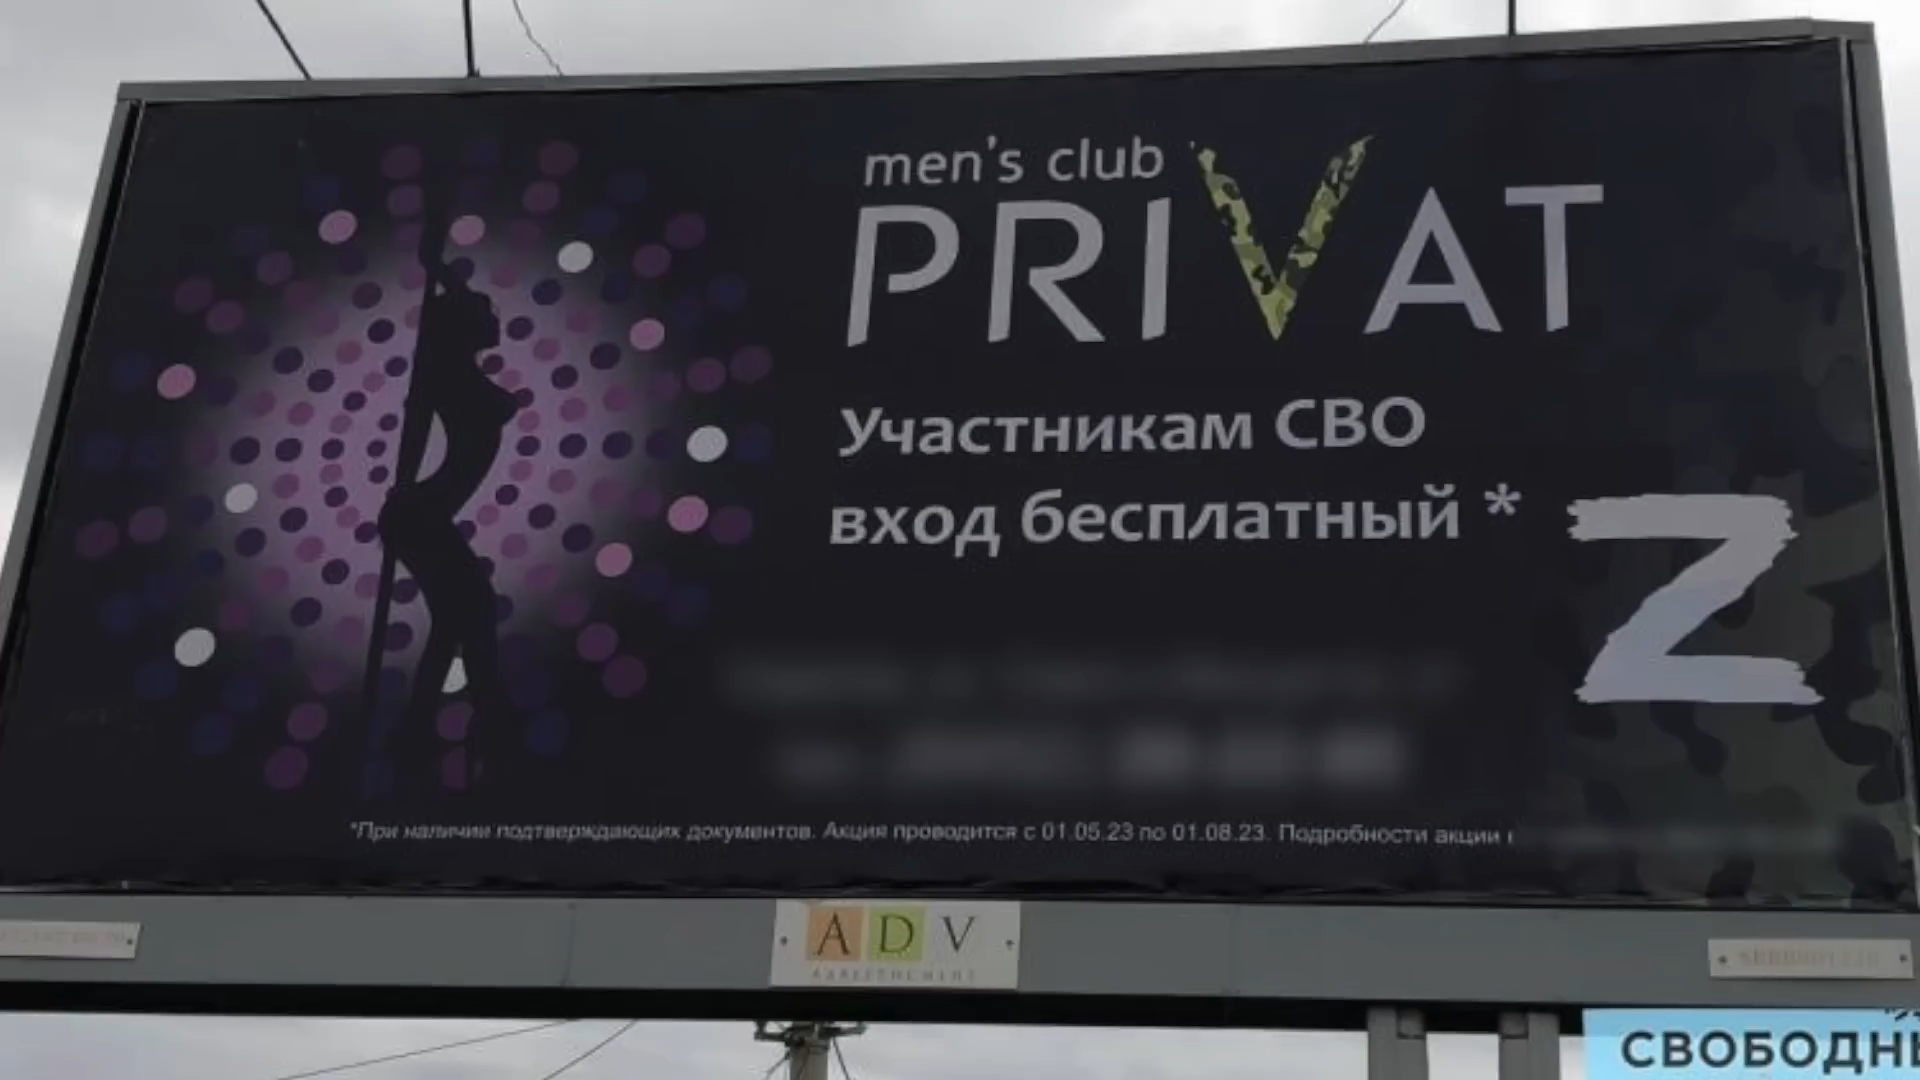 men's club
PRIVAT
Участникам СВО
вход бесплатный *
Z
*При наличии подтверждающих документов. Акция проводится с 01.05.23 по 01.08.23. Подробности акции
ADV
СВОБОДНЫ